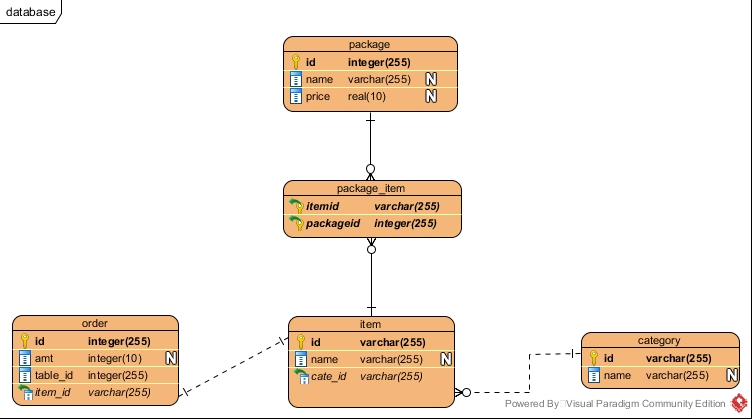 database
package
id integer(255)
name varchar(255) N
price real(10) N
package_item
itemid varchar(255)
packageid integer(255)
order
id integer(255)
amt integer(10) N
table_id integer(255)
item_id varchar(255)
item
id varchar(255)
name varchar(255) N
cate_id varchar(255)
category
id varchar(255)
name varchar(255) N
Powered By Visual Paradigm Community Edition